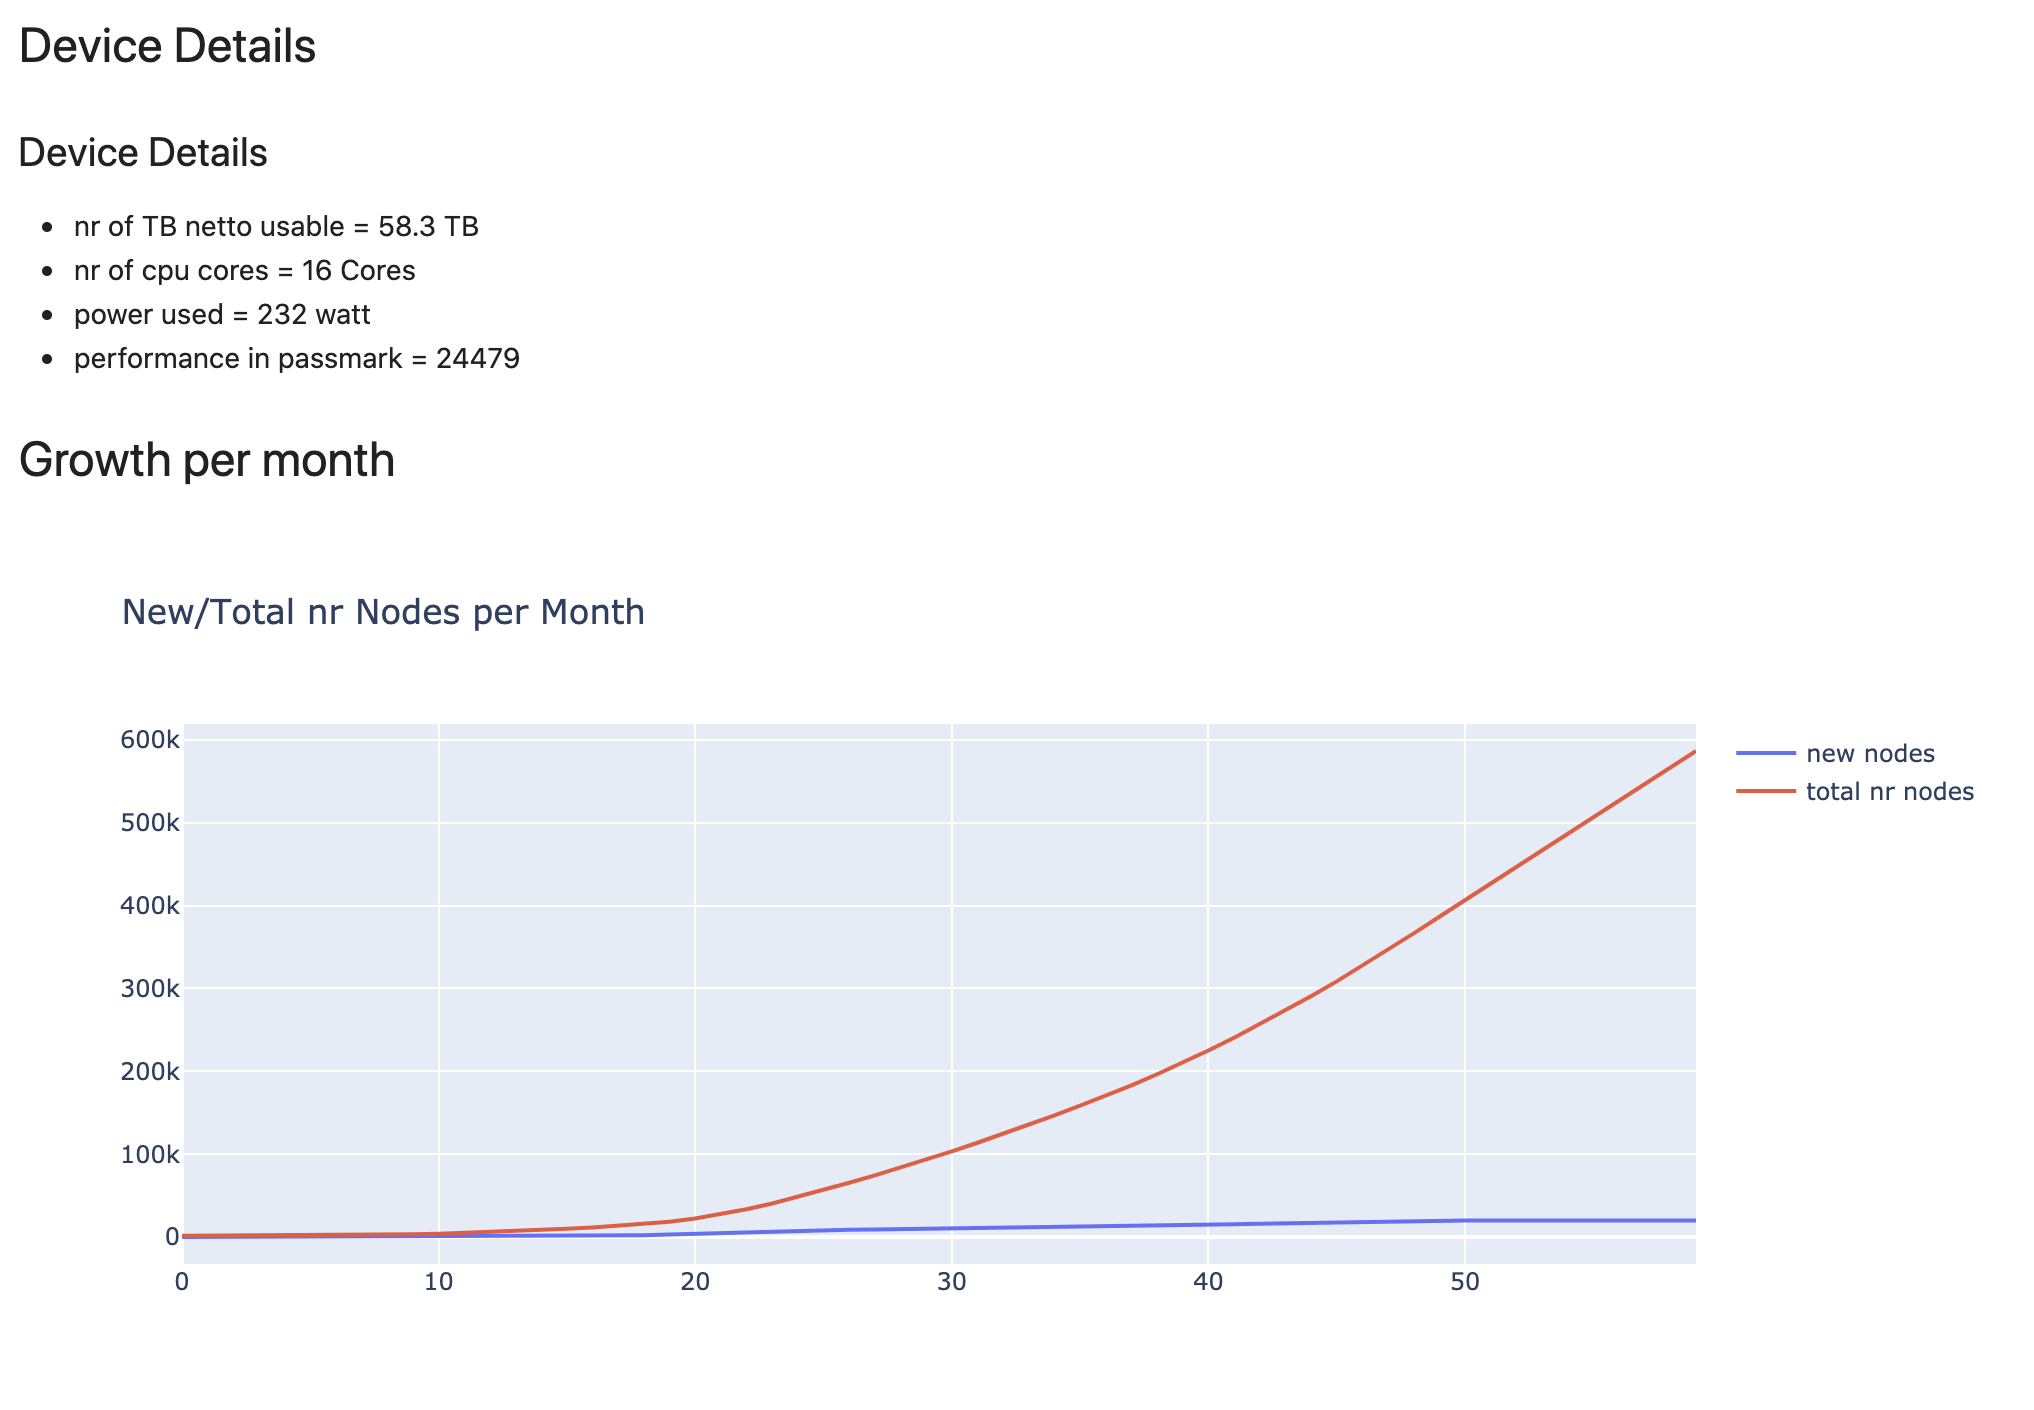 Device Details
Device Details
nr of TB netto usable = 58.3 TB
nr of cpu cores = 16 Cores
power used = 232 watt
performance in passmark = 24479
Growth per month
New/Total nr Nodes per Month
600k
500k
400k
300k
200k
100k
0
0 10 20 30 40 50
new nodes
total nr nodes